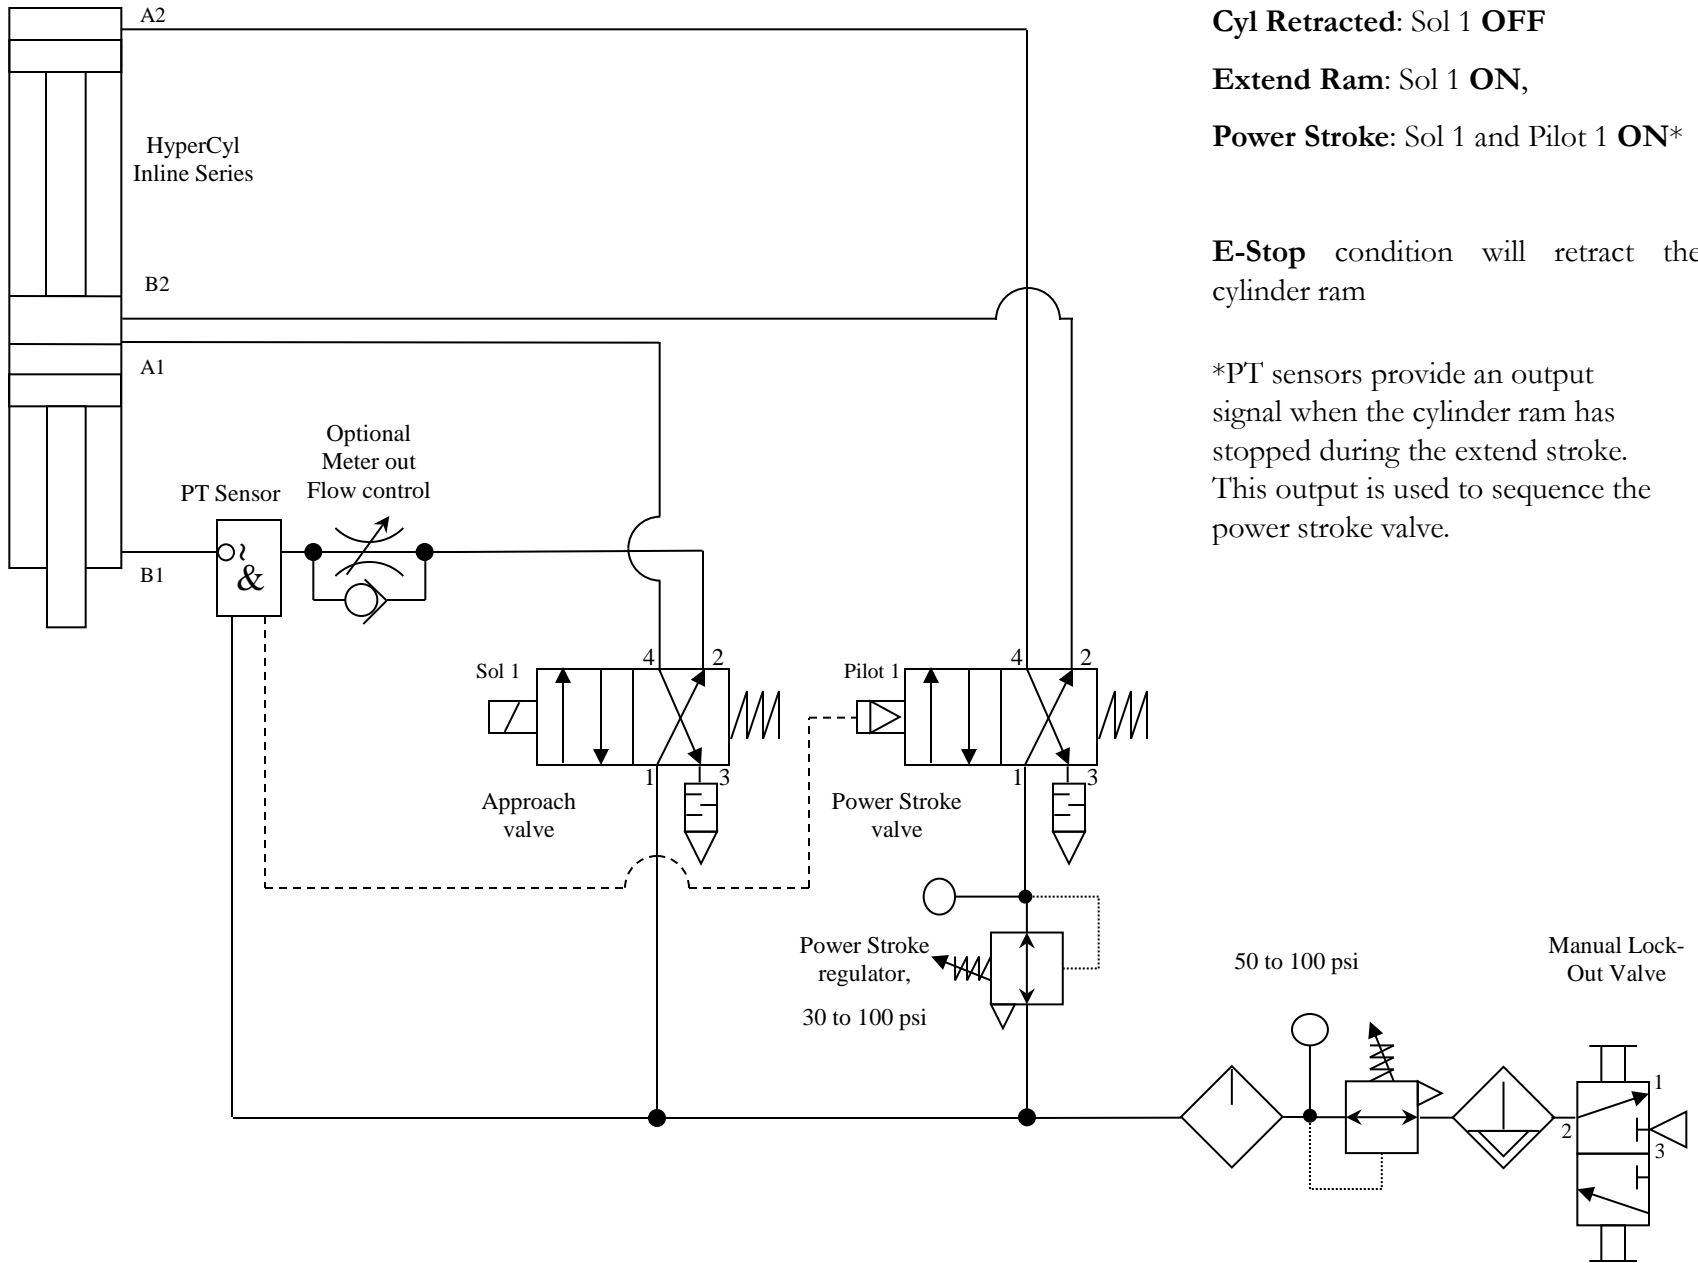 A2
HyperCyl
Inline Series
B2
A1
Optional
Meter out
Flow control
PT Sensor
B1
~
&
Sol 1
4
2
1
3
Approach
valve
Pilot 1
4
2
1
3
Power Stroke
valve
Power Stroke
regulator,
30 to 100 psi
50 to 100 psi
Manual Lock-
Out Valve
1
2
3
Cyl Retracted: Sol 1 OFF
Extend Ram: Sol 1 ON,
Power Stroke: Sol 1 and Pilot 1 ON*
E-Stop condition will retract the
cylinder ram
*PT sensors provide an output
signal when the cylinder ram has
stopped during the extend stroke.
This output is used to sequence the
power stroke valve.